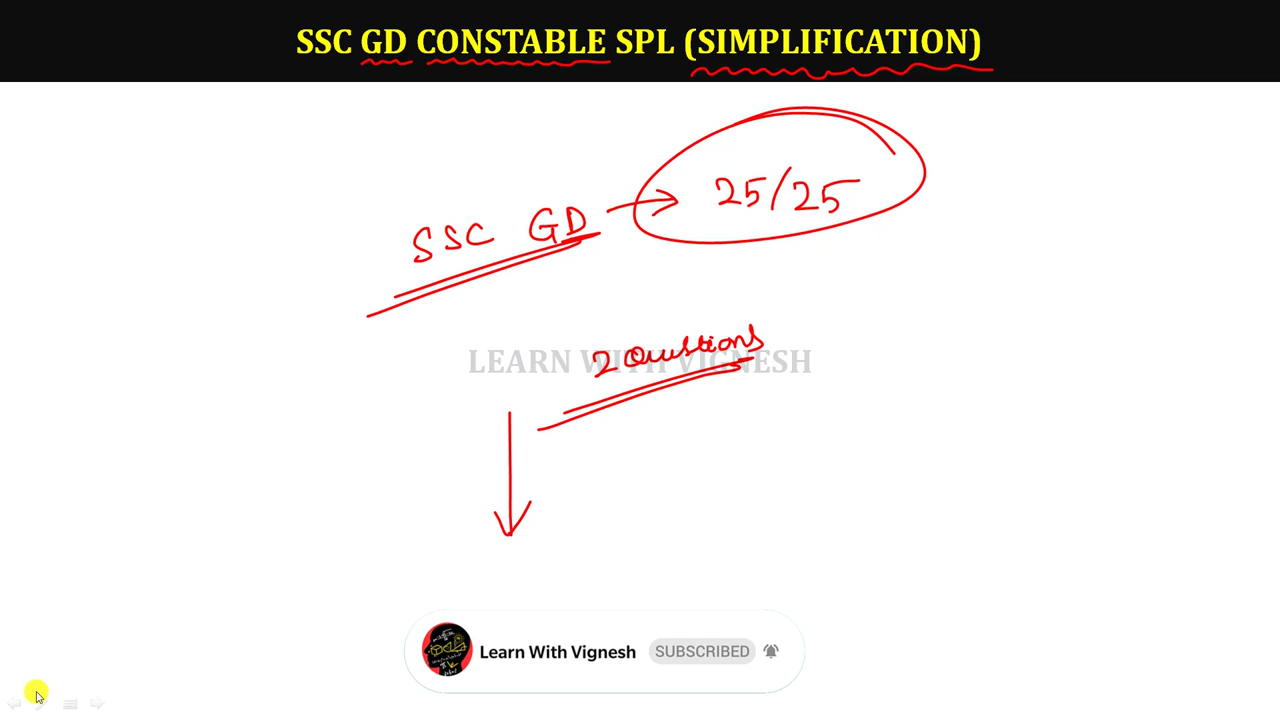 SSC GD CONSTABLE SPL (SIMPLIFICATION)
SSC GD → 25/25
2 Questions
LEARN WITH VIGNESH
Learn With Vignesh SUBSCRIBED